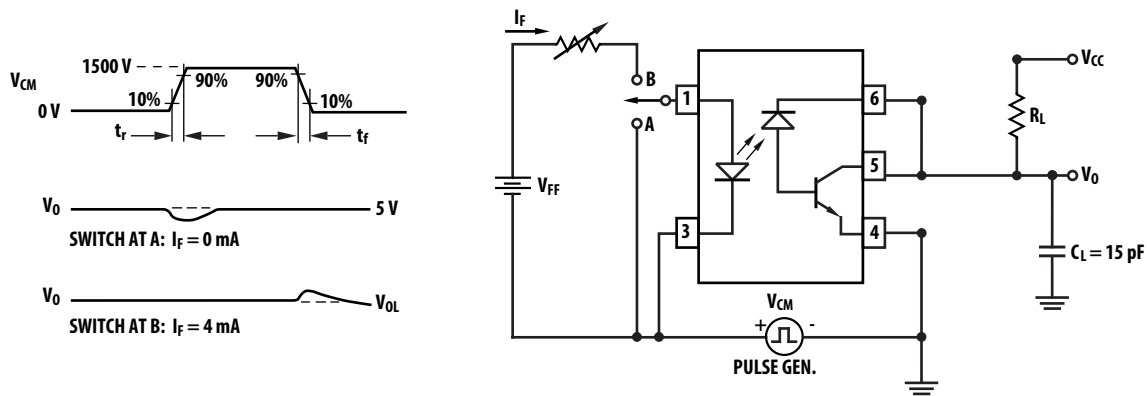 V_CM
1500 V
90%
90%
10%
10%
0 V
t_r
t_f
V_O
5 V
SWITCH AT A: I_F = 0 mA
V_O
V_OL
SWITCH AT B: I_F = 4 mA
I_F
B
A
V_FF
1
3
6
5
4
V_CC
R_L
V_O
C_L = 15 pF
V_CM
+
-
PULSE GEN.